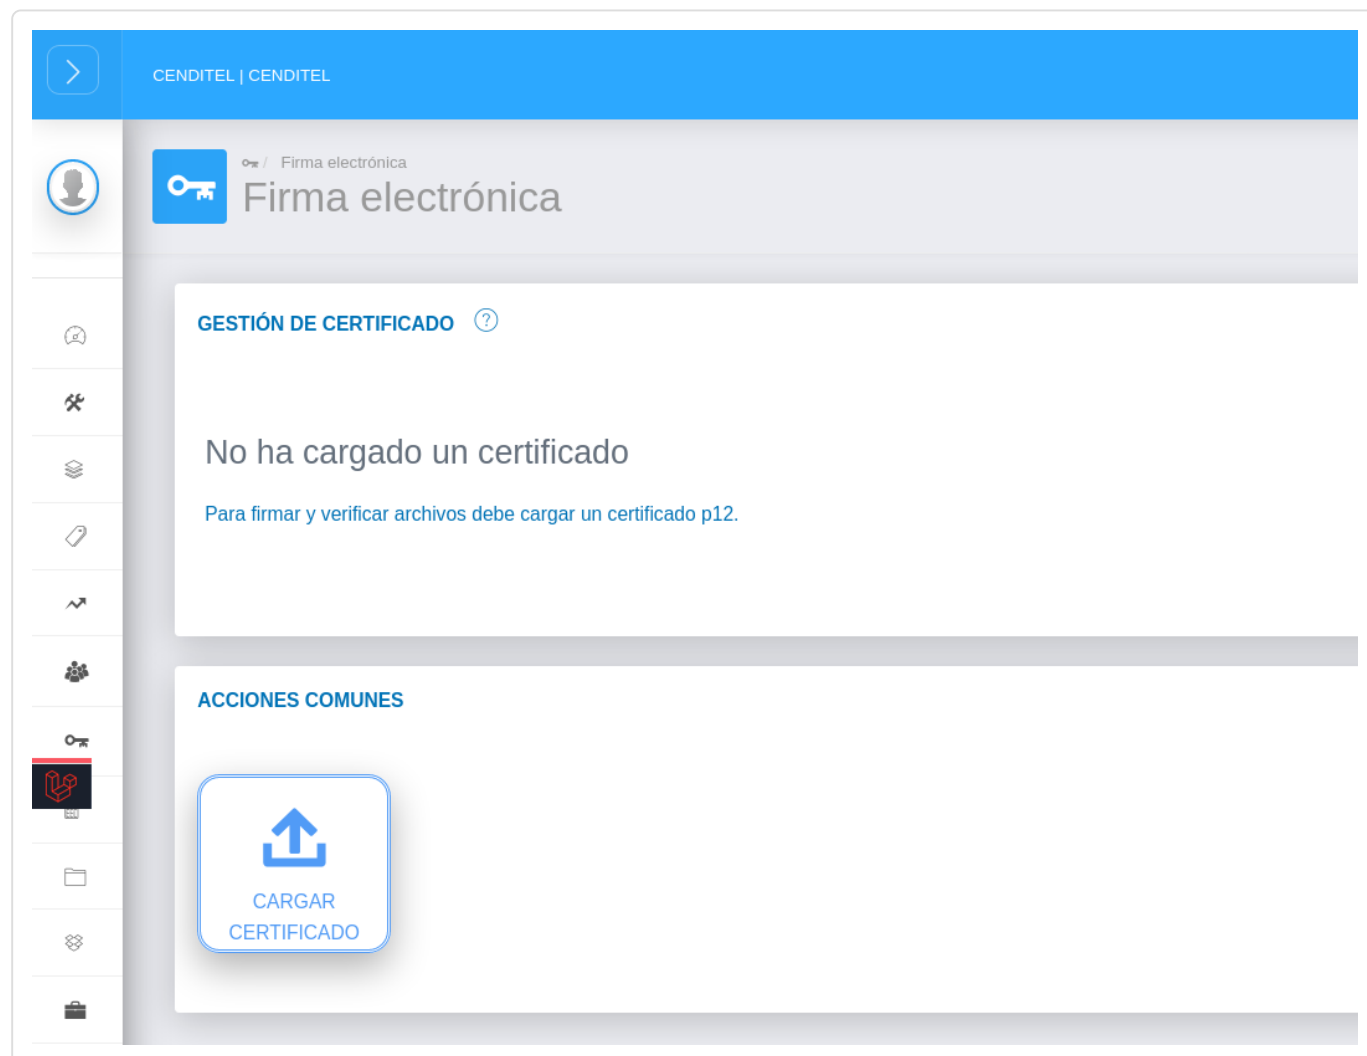 CENDITEL | CENDITEL
/ Firma electrónica
Firma electrónica
GESTIÓN DE CERTIFICADO ?
No ha cargado un certificado
Para firmar y verificar archivos debe cargar un certificado p12.
ACCIONES COMUNES
CARGAR
CERTIFICADO